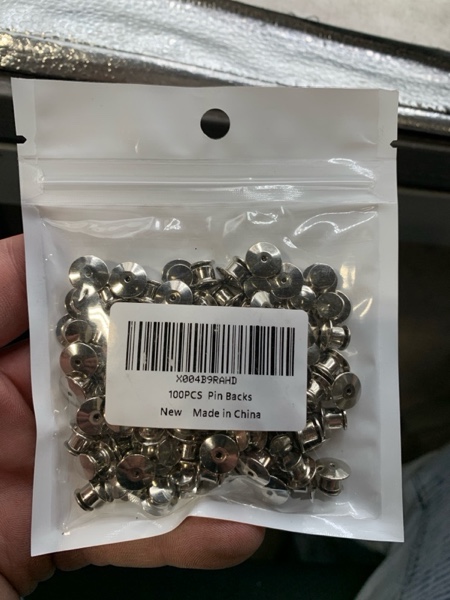 X004B9RAHD
100PCS Pin Backs
New Made in China